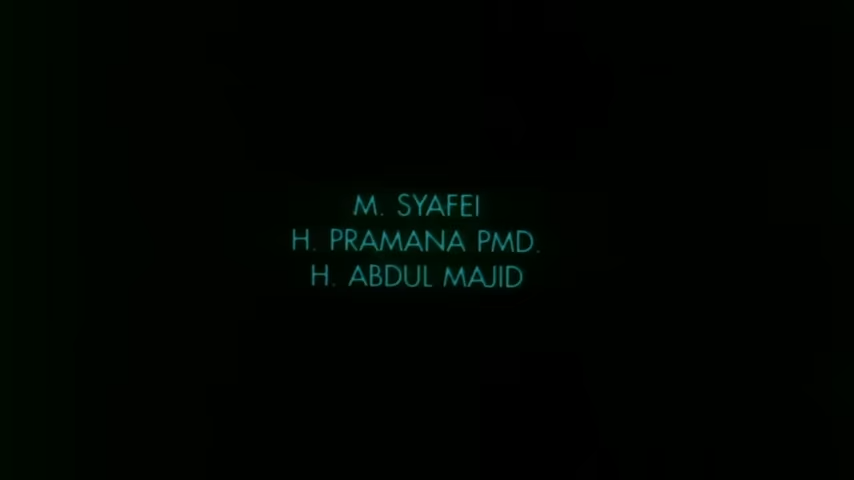 M. SYAFEI
H. PRAMANA PMD.
H. ABDUL MAJID